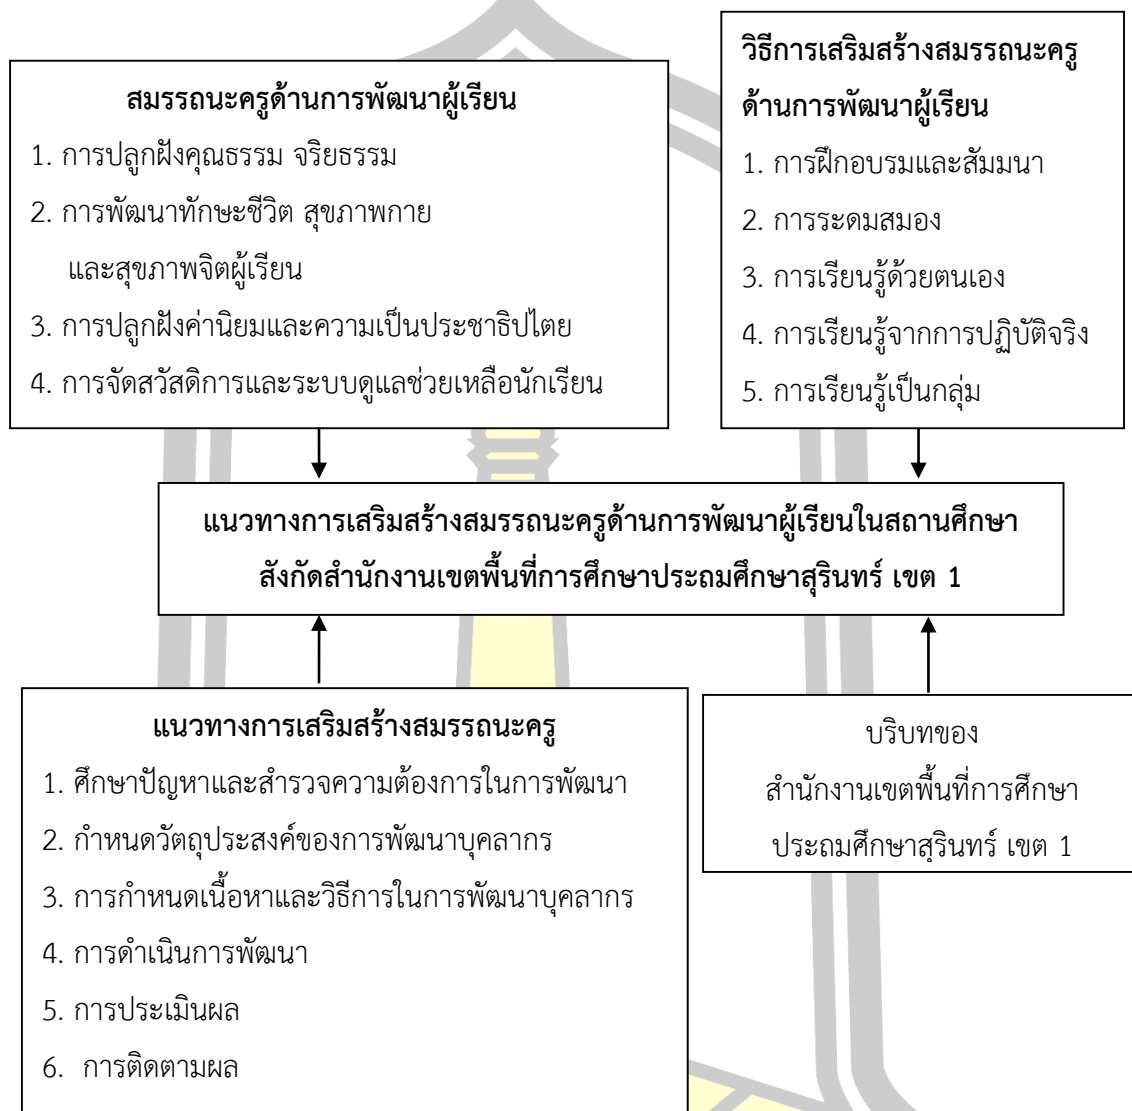 สมรรถนะครูด้านการพัฒนาผู้เรียน
1. การปลูกฝังคุณธรรม จริยธรรม
2. การพัฒนาทักษะชีวิต สุขภาพกาย
และสุขภาพจิตผู้เรียน
3. การปลูกฝังค่านิยมและความเป็นประชาธิปไตย
4. การจัดสวัสดิการและระบบดูแลช่วยเหลือนักเรียน
วิธีการเสริมสร้างสมรรถนะครู
ด้านการพัฒนาผู้เรียน
1. การฝึกอบรมและสัมมนา
2. การระดมสมอง
3. การเรียนรู้ด้วยตนเอง
4. การเรียนรู้จากการปฏิบัติจริง
5. การเรียนรู้เป็นกลุ่ม
แนวทางการเสริมสร้างสมรรถนะครูด้านการพัฒนาผู้เรียนในสถานศึกษา
สังกัดสำนักงานเขตพื้นที่การศึกษาประถมศึกษาสุรินทร์ เขต 1
แนวทางการเสริมสร้างสมรรถนะครู
1. ศึกษาปัญหาและสำรวจความต้องการในการพัฒนา
2. กำหนดวัตถุประสงค์ของการพัฒนาบุคลากร
3. การกำหนดเนื้อหาและวิธีการในการพัฒนาบุคลากร
4. การดำเนินการพัฒนา
5. การประเมินผล
6. การติดตามผล
บริบทของ
สำนักงานเขตพื้นที่การศึกษา
ประถมศึกษาสุรินทร์ เขต 1